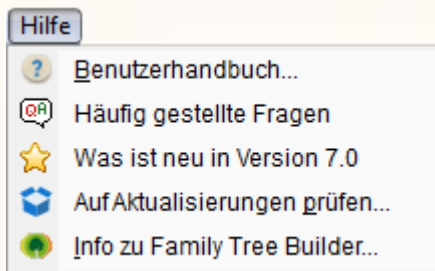 Hilfe
Benutzerhandbuch...
QA Häufig gestellte Fragen
Was ist neu in Version 7.0
Auf Aktualisierungen prüfen...
Info zu Family Tree Builder...